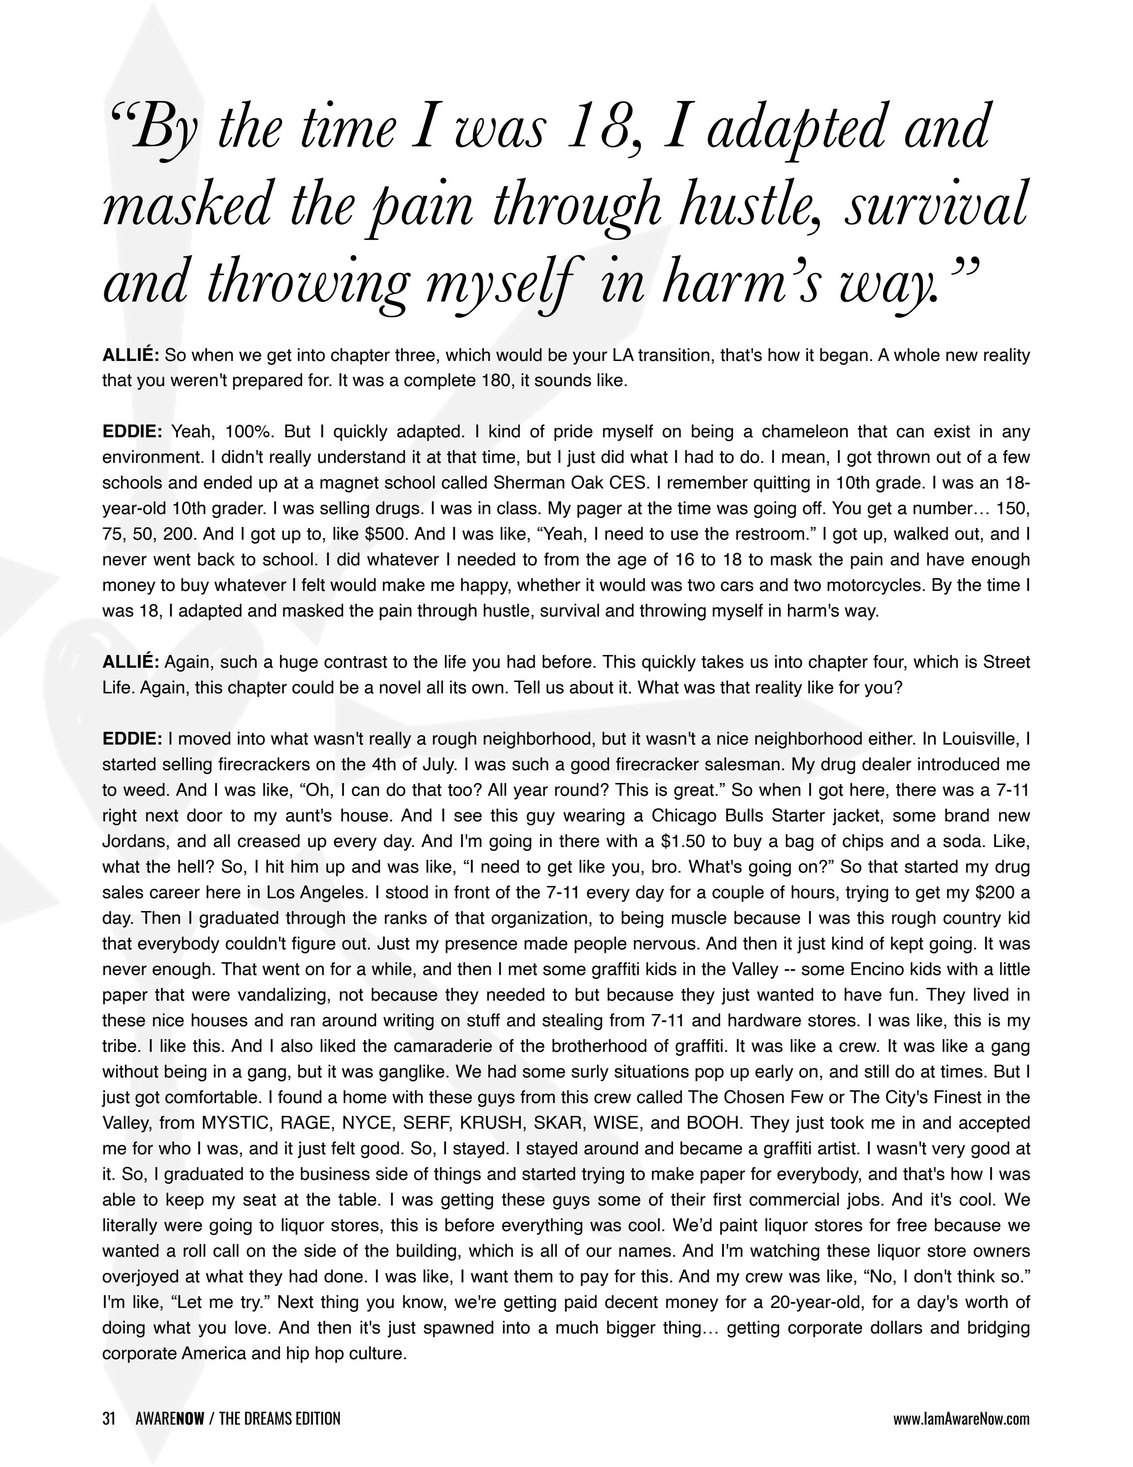 “By the time I was 18, I adapted and
masked the pain through hustle, survival
and throwing myself in harm’s way.”
ALLIÉ: So when we get into chapter three, which would be your LA transition, that's how it began. A whole new reality
that you weren't prepared for. It was a complete 180, it sounds like.
EDDIE: Yeah, 100%. But I quickly adapted. I kind of pride myself on being a chameleon that can exist in any
environment. I didn't really understand it at that time, but I just did what I had to do. I mean, I got thrown out of a few
schools and ended up at a magnet school called Sherman Oak CES. I remember quitting in 10th grade. I was an 18-
year-old 10th grader. I was selling drugs. I was in class. My pager at the time was going off. You get a number… 150,
75, 50, 200. And I got up to, like $500. And I was like, “Yeah, I need to use the restroom.” I got up, walked out, and I
never went back to school. I did whatever I needed to from the age of 16 to 18 to mask the pain and have enough
money to buy whatever I felt would make me happy, whether it would was two cars and two motorcycles. By the time I
was 18, I adapted and masked the pain through hustle, survival and throwing myself in harm's way.
ALLIÉ: Again, such a huge contrast to the life you had before. This quickly takes us into chapter four, which is Street
Life. Again, this chapter could be a novel all its own. Tell us about it. What was that reality like for you?
EDDIE: I moved into what wasn't really a rough neighborhood, but it wasn't a nice neighborhood either. In Louisville, I
started selling firecrackers on the 4th of July. I was such a good firecracker salesman. My drug dealer introduced me
to weed. And I was like, “Oh, I can do that too? All year round? This is great.” So when I got here, there was a 7-11
right next door to my aunt's house. And I see this guy wearing a Chicago Bulls Starter jacket, some brand new
Jordans, and all creased up every day. And I'm going in there with a $1.50 to buy a bag of chips and a soda. Like,
what the hell? So, I hit him up and was like, “I need to get like you, bro. What's going on?” So that started my drug
sales career here in Los Angeles. I stood in front of the 7-11 every day for a couple of hours, trying to get my $200 a
day. Then I graduated through the ranks of that organization, to being muscle because I was this rough country kid
that everybody couldn't figure out. Just my presence made people nervous. And then it just kind of kept going. It was
never enough. That went on for a while, and then I met some graffiti kids in the Valley -- some Encino kids with a little
paper that were vandalizing, not because they needed to but because they just wanted to have fun. They lived in
these nice houses and ran around writing on stuff and stealing from 7-11 and hardware stores. I was like, this is my
tribe. I like this. And I also liked the camaraderie of the brotherhood of graffiti. It was like a crew. It was like a gang
without being in a gang, but it was ganglike. We had some surly situations pop up early on, and still do at times. But I
just got comfortable. I found a home with these guys from this crew called The Chosen Few or The City's Finest in the
Valley, from MYSTIC, RAGE, NYCE, SERF, KRUSH, SKAR, WISE, and BOOH. They just took me in and accepted
me for who I was, and it just felt good. So, I stayed. I stayed around and became a graffiti artist. I wasn't very good at
it. So, I graduated to the business side of things and started trying to make paper for everybody, and that's how I was
able to keep my seat at the table. I was getting these guys some of their first commercial jobs. And it's cool. We
literally were going to liquor stores, this is before everything was cool. We’d paint liquor stores for free because we
wanted a roll call on the side of the building, which is all of our names. And I'm watching these liquor store owners
overjoyed at what they had done. I was like, I want them to pay for this. And my crew was like, “No, I don't think so.”
I'm like, “Let me try.” Next thing you know, we're getting paid decent money for a 20-year-old, for a day's worth of
doing what you love. And then it's just spawned into a much bigger thing… getting corporate dollars and bridging
corporate America and hip hop culture.
31 AWARENOW / THE DREAMS EDITION www.IamAwareNow.com